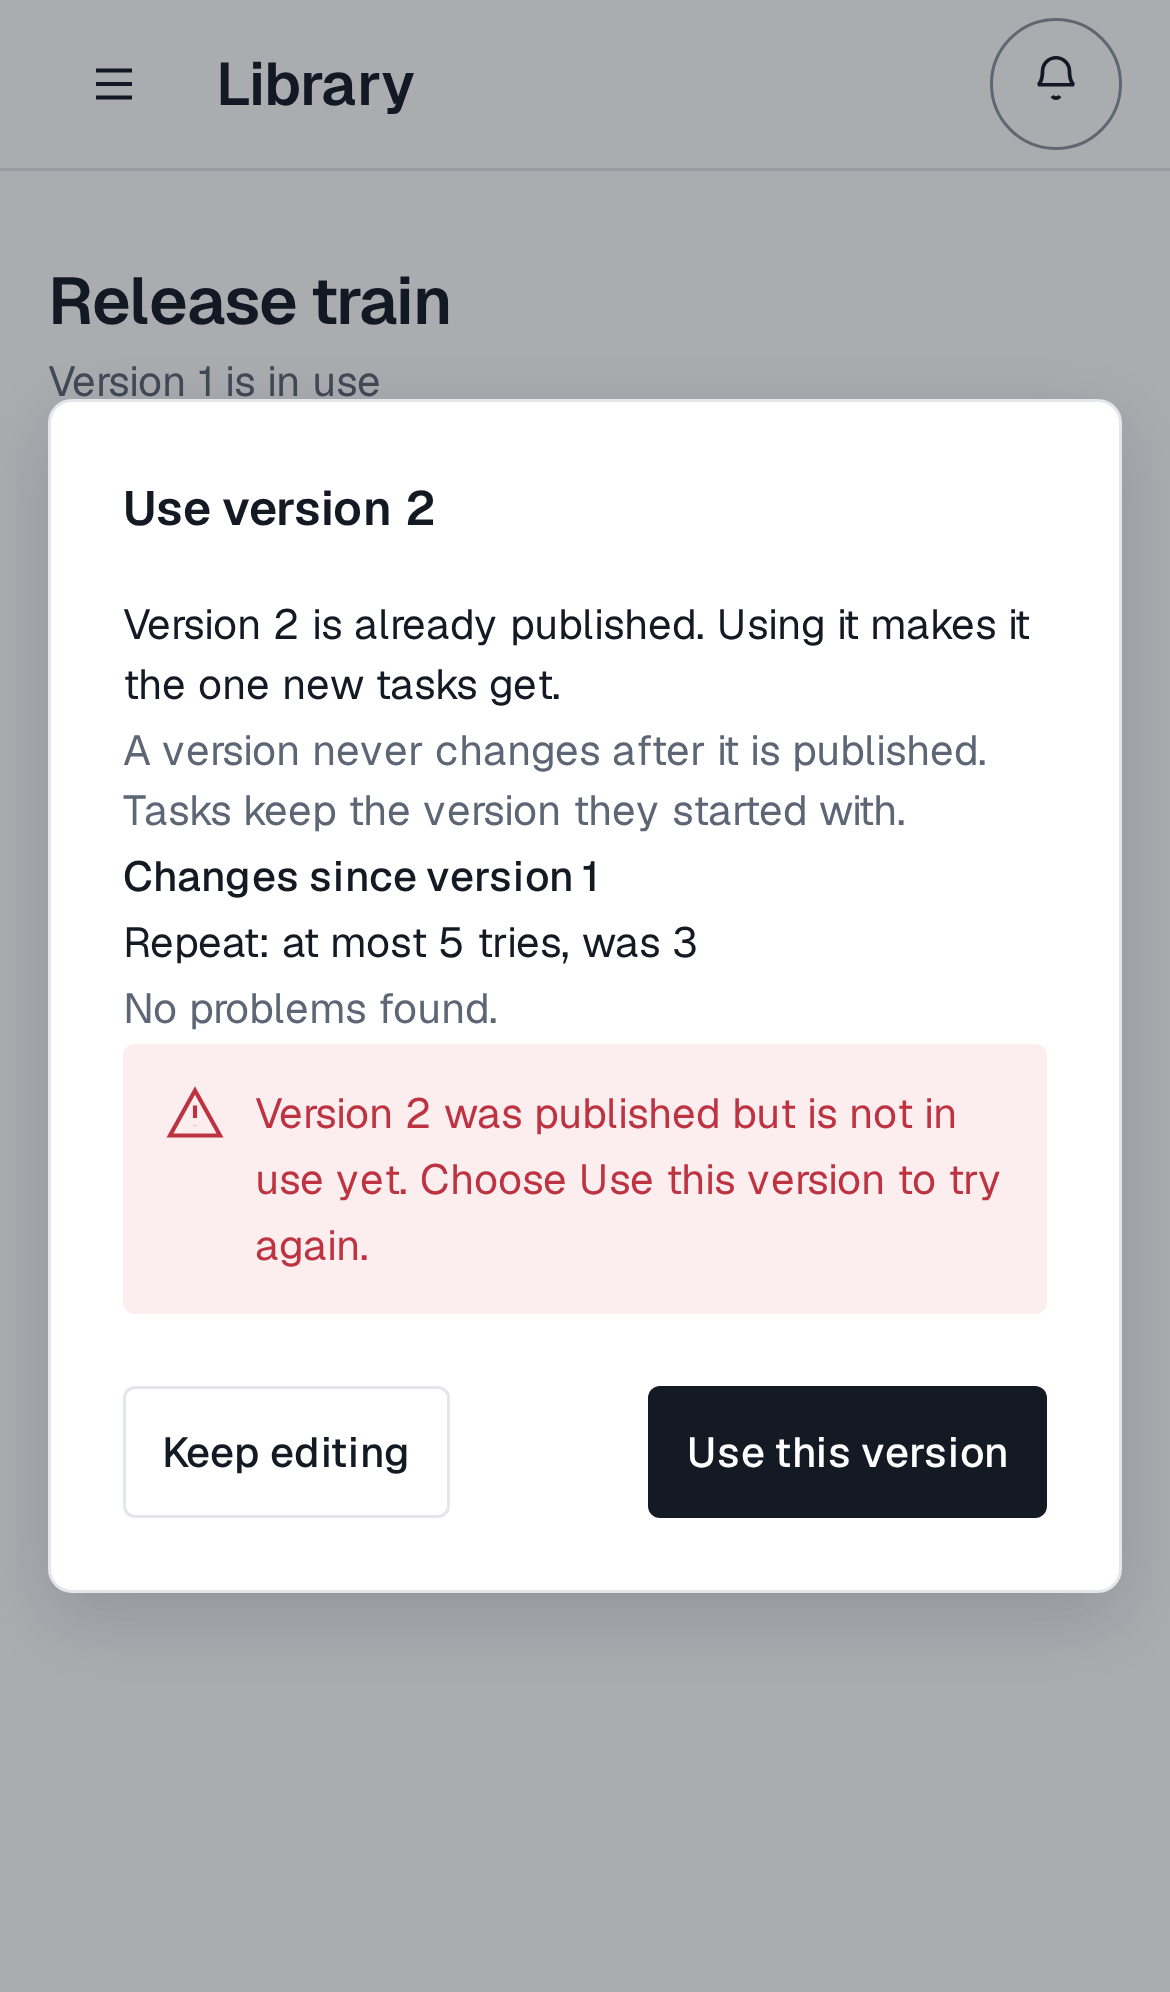 Library
Release train
Version 1 is in use
Use version 2
Version 2 is already published. Using it makes it
the one new tasks get.
A version never changes after it is published.
Tasks keep the version they started with.
Changes since version 1
Repeat: at most 5 tries, was 3
No problems found.
Version 2 was published but is not in
use yet. Choose Use this version to try
again.
Keep editing
Use this version